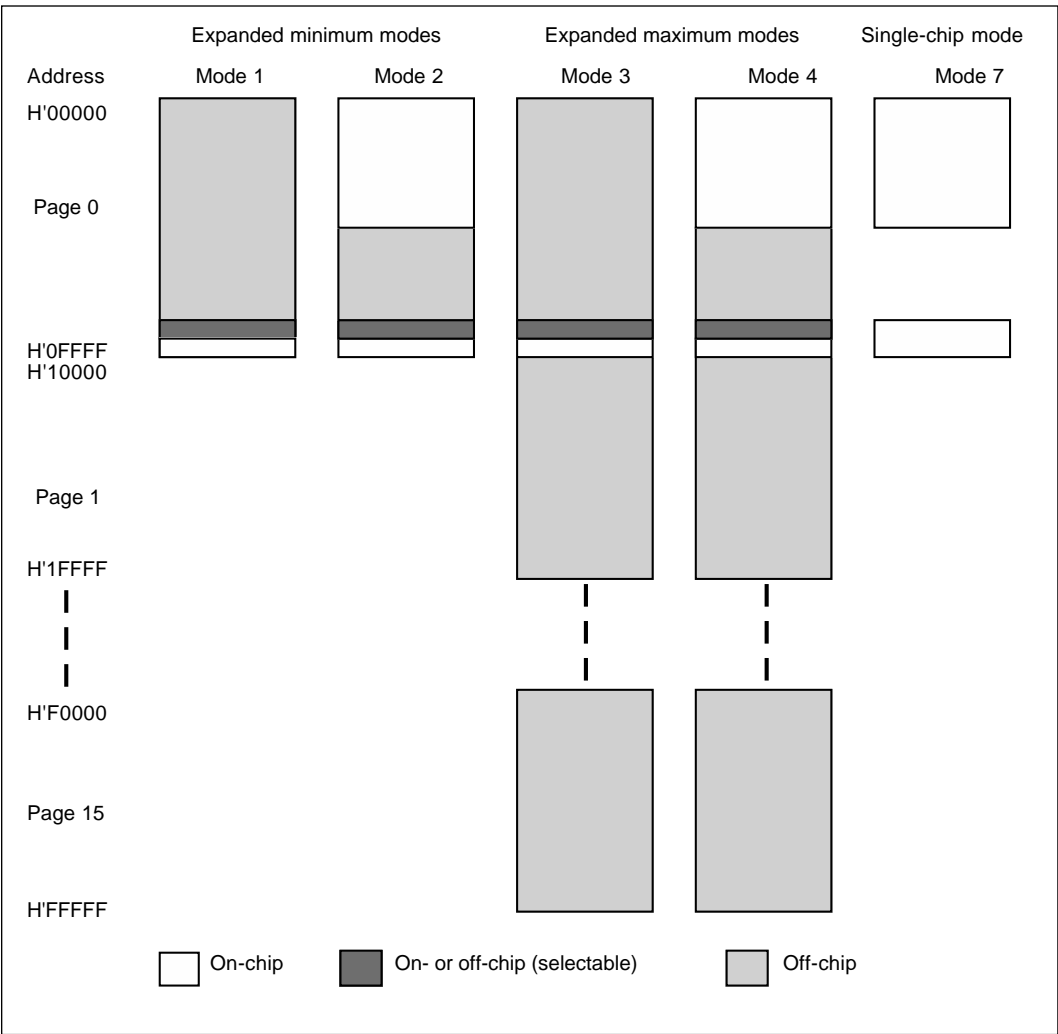 Expanded minimum modes Expanded maximum modes Single-chip mode
Address Mode 1 Mode 2 Mode 3 Mode 4 Mode 7
H'00000
Page 0
H'0FFFF
H'10000
Page 1
H'1FFFF
H'F0000
Page 15
H'FFFFF
On-chip On- or off-chip (selectable) Off-chip